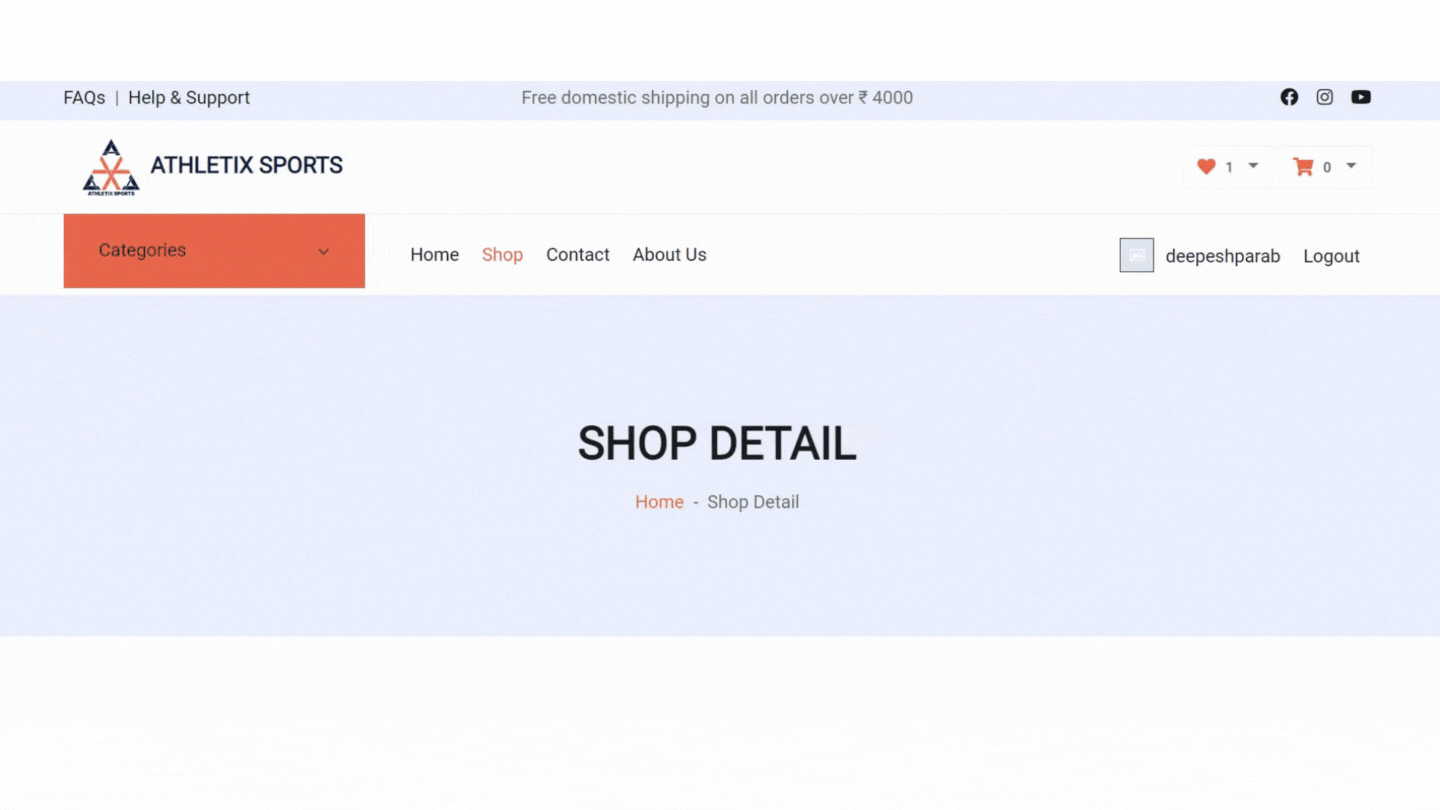 FAQs | Help & Support
Free domestic shipping on all orders over ₹ 4000
ATHLETIX SPORTS
ATHLETIX SPORTS
1
0
Categories
Home Shop Contact About Us
deepeshparab Logout
SHOP DETAIL
Home - Shop Detail